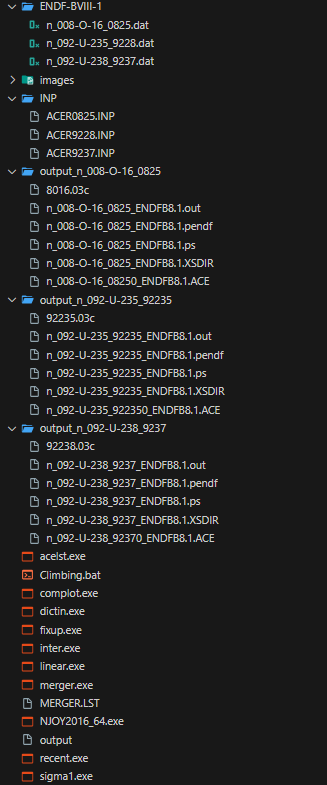 ENDF-BVIII-1
n_008-O-16_0825.dat
n_092-U-235_9228.dat
n_092-U-238_9237.dat
images
INP
ACER0825.INP
ACER9228.INP
ACER9237.INP
output_n_008-O-16_0825
8016.03c
n_008-O-16_0825_ENDFB8.1.out
n_008-O-16_0825_ENDFB8.1.pendf
n_008-O-16_0825_ENDFB8.1.ps
n_008-O-16_0825_ENDFB8.1.XSDIR
n_008-O-16_08250_ENDFB8.1.ACE
output_n_092-U-235_92235
92235.03c
n_092-U-235_92235_ENDFB8.1.out
n_092-U-235_92235_ENDFB8.1.pendf
n_092-U-235_92235_ENDFB8.1.ps
n_092-U-235_92235_ENDFB8.1.XSDIR
n_092-U-235_922350_ENDFB8.1.ACE
output_n_092-U-238_9237
92238.03c
n_092-U-238_9237_ENDFB8.1.out
n_092-U-238_9237_ENDFB8.1.pendf
n_092-U-238_9237_ENDFB8.1.ps
n_092-U-238_9237_ENDFB8.1.XSDIR
n_092-U-238_92370_ENDFB8.1.ACE
acelst.exe
Climbing.bat
complot.exe
dictin.exe
fixup.exe
inter.exe
linear.exe
merger.exe
MERGER.LST
NJOY2016_64.exe
output
recent.exe
sigma1.exe